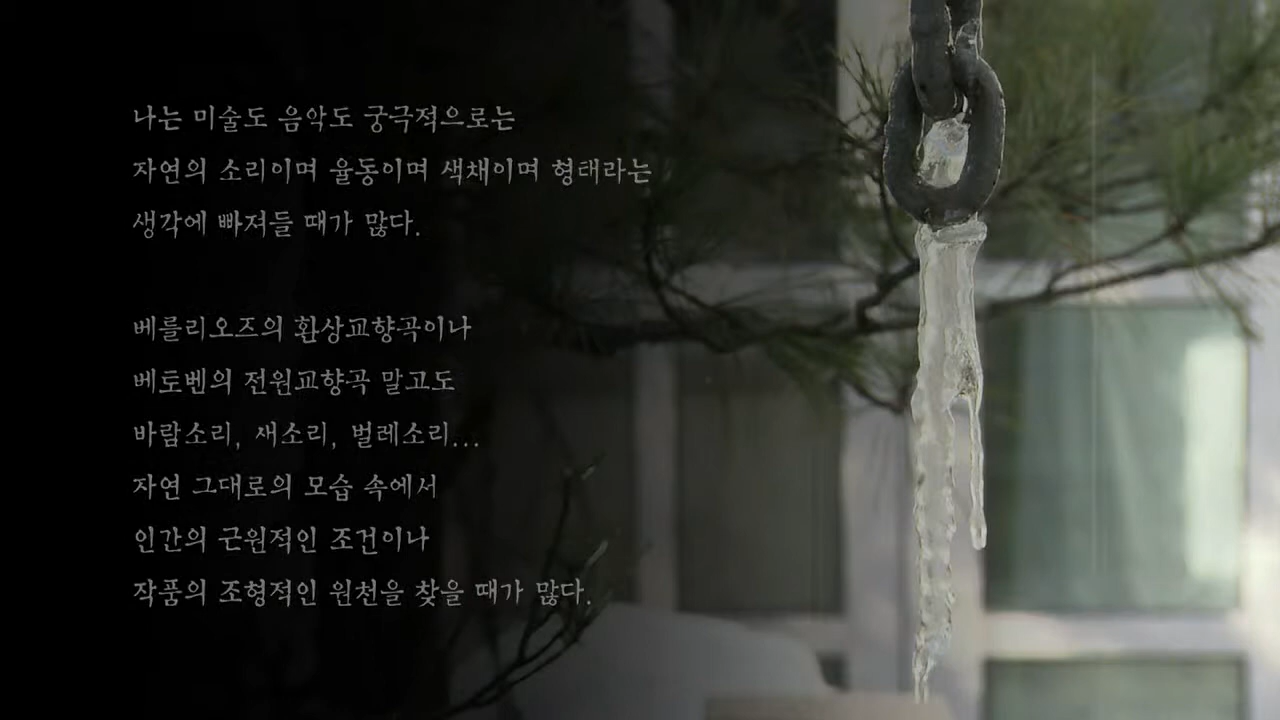 나는 미술도 음악도 궁극적으로는
자연의 소리이며 율동이며 색채이며 형태라는
생각에 빠져들 때가 많다.
베를리오즈의 환상교향곡이나
베토벤의 전원교향곡 말고도
바람소리, 새소리, 벌레소리...
자연 그대로의 모습 속에서
인간의 근원적인 조건이나
작품의 조형적인 원천을 찾을 때가 많다.